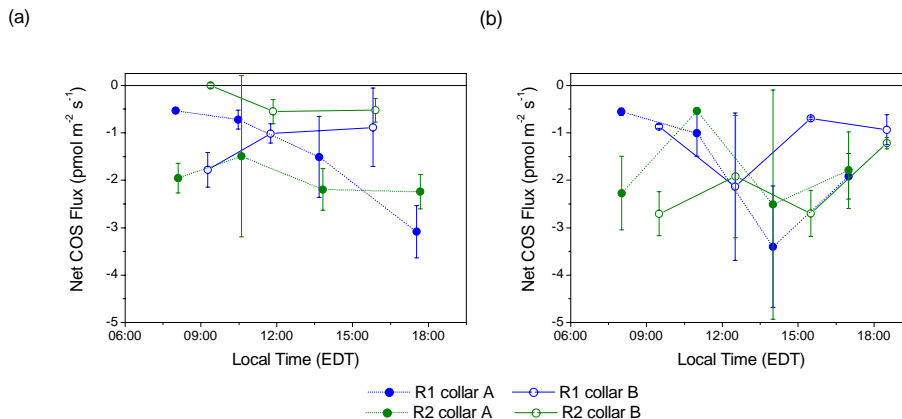 (a)
(b)
0
-1
-2
-3
-4
-5
Net COS Flux (pmol m⁻² s⁻¹)
06:00 09:00 12:00 15:00 18:00
Local Time (EDT)
0
-1
-2
-3
-4
-5
Net COS Flux (pmol m⁻² s⁻¹)
06:00 09:00 12:00 15:00 18:00
Local Time (EDT)
R1 collar A R1 collar B
R2 collar A R2 collar B